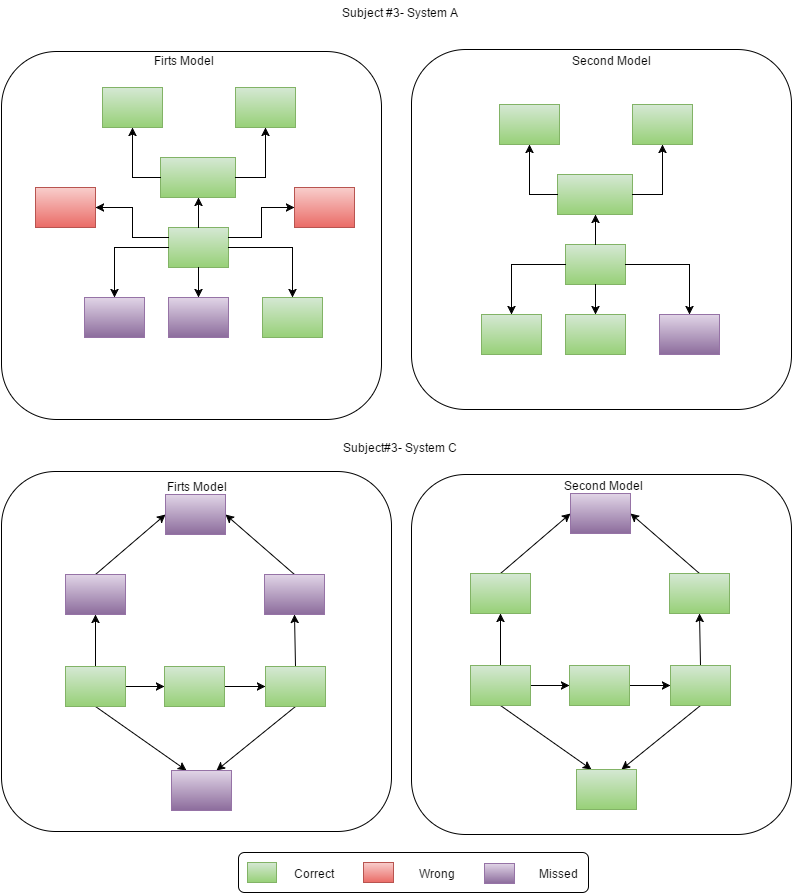 Subject #3- System A
Firts Model
Second Model
Subject#3- System C
Firts Model
Second Model
Correct
Wrong
Missed